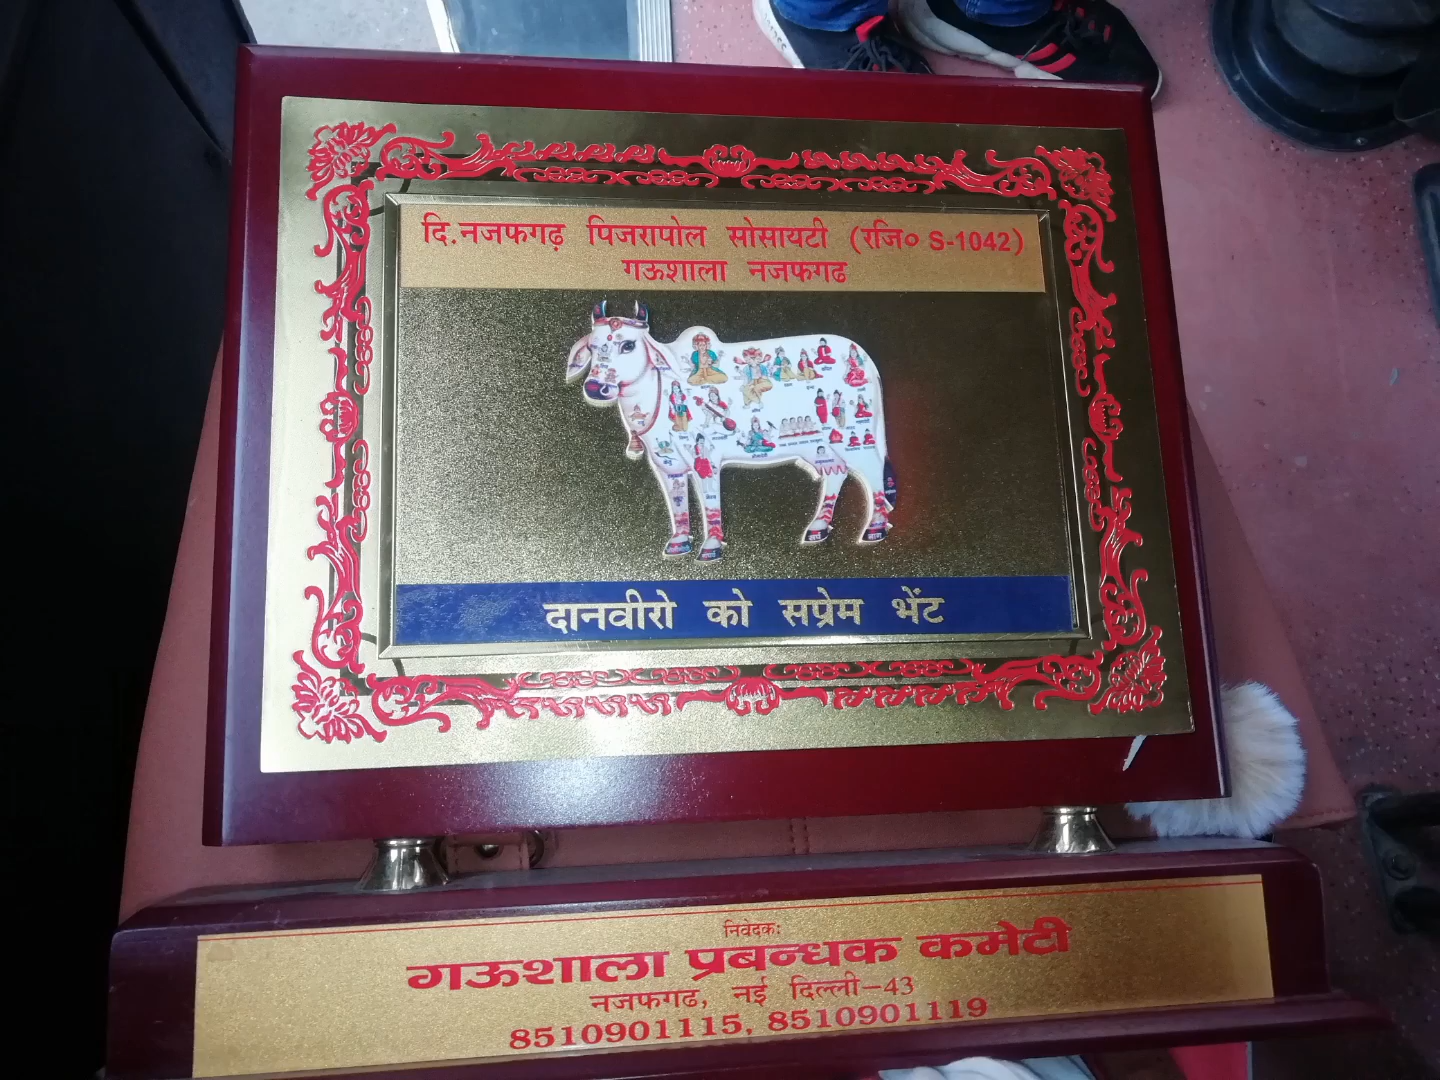 दि.नजफगढ़ पिजरापोल सोसायटी (रजि० S-1042)
गऊशाला नजफगढ
दानवीरो को सप्रेम भेंट
निवेदक:
गऊशाला प्रबन्धक कमेटी
नजफगढ, नई दिल्ली-43
8510901115, 8510901119